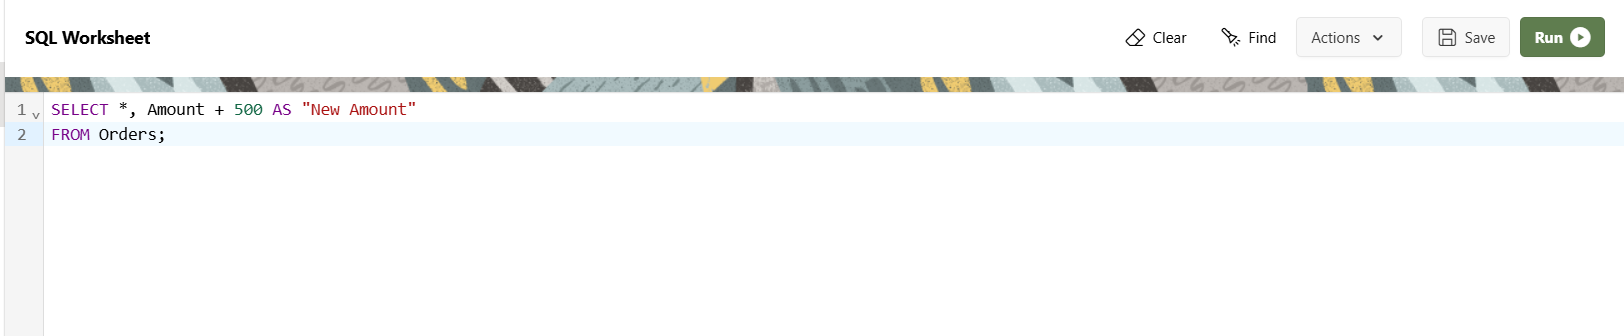 SQL Worksheet Clear Find Actions Save Run
1 SELECT *, Amount + 500 AS "New Amount"
2 FROM Orders;